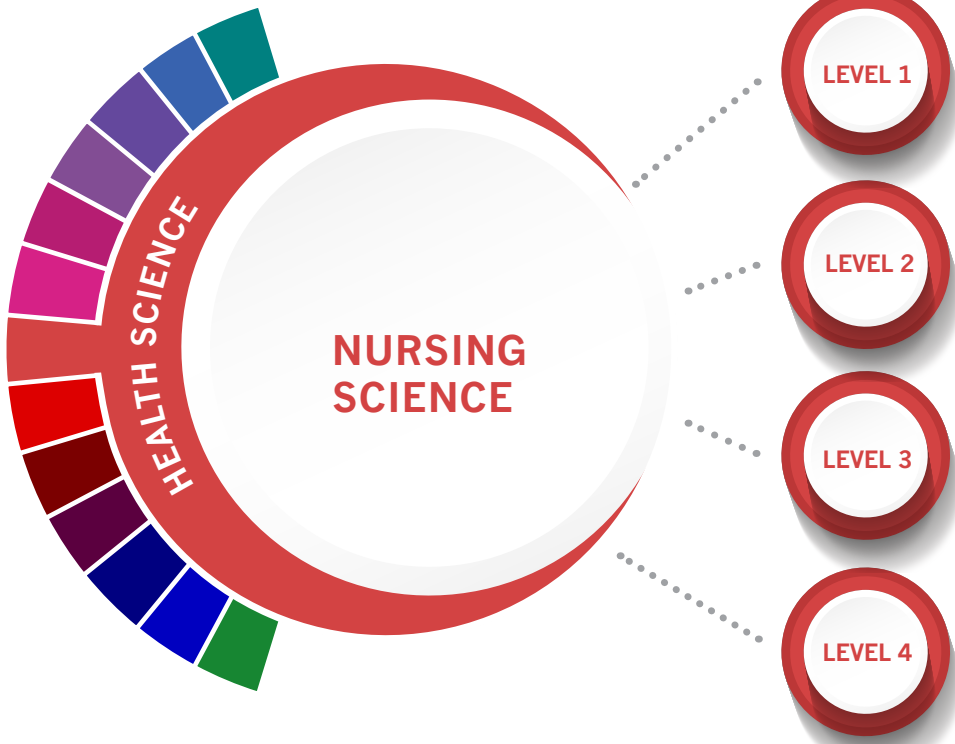 HEALTH SCIENCE
NURSING
SCIENCE
LEVEL 1
LEVEL 2
LEVEL 3
LEVEL 4